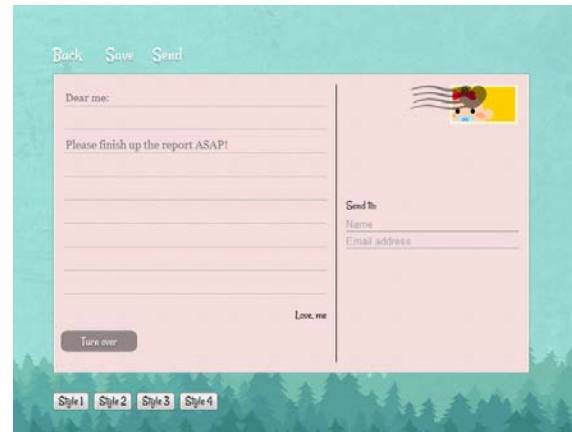 Back Save Send
Dear me:
Please finish up the report ASAP!
Send to:
Name
Email address
Love, me
Turn over
Style 1 Style 2 Style 3 Style 4